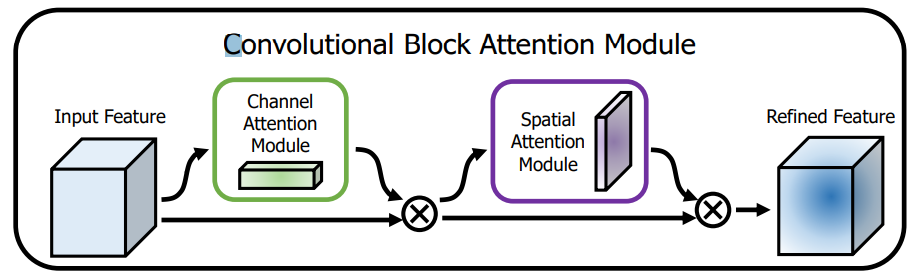 Convolutional Block Attention Module
Input Feature
Channel
Attention
Module
Spatial
Attention
Module
Refined Feature